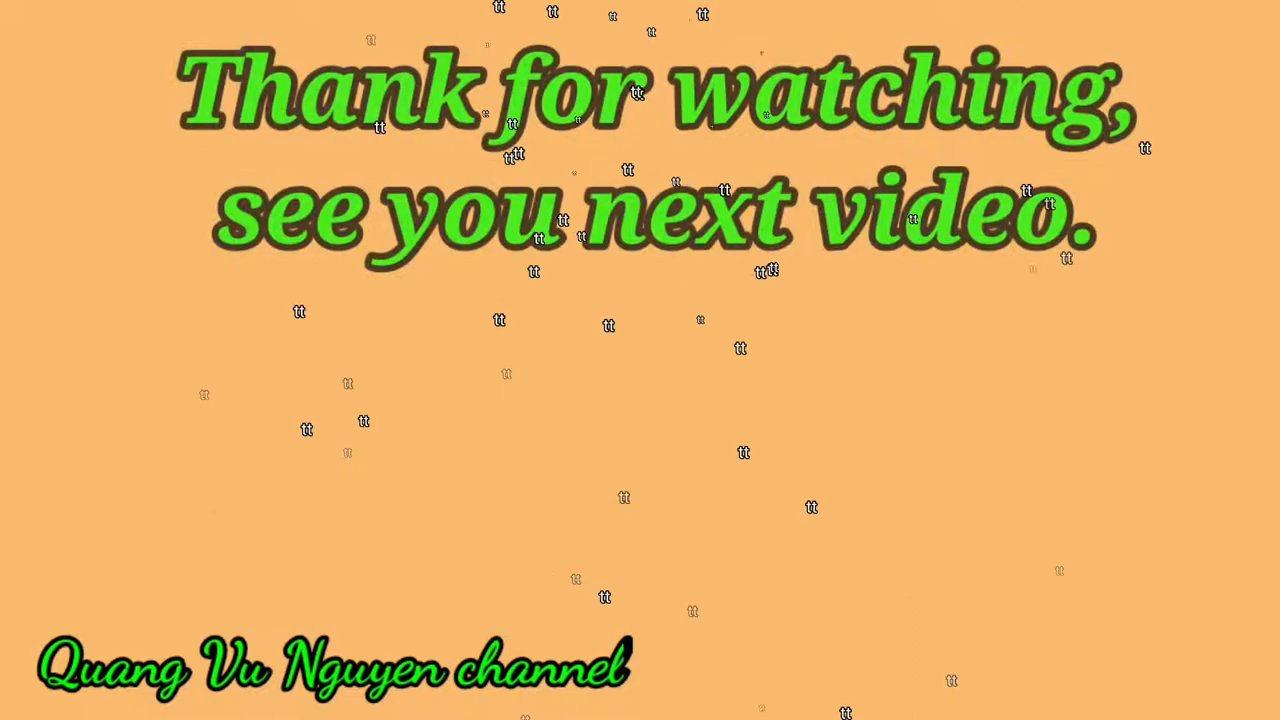 Thank for watching,
see you next video.
Quang Vu Nguyen channel